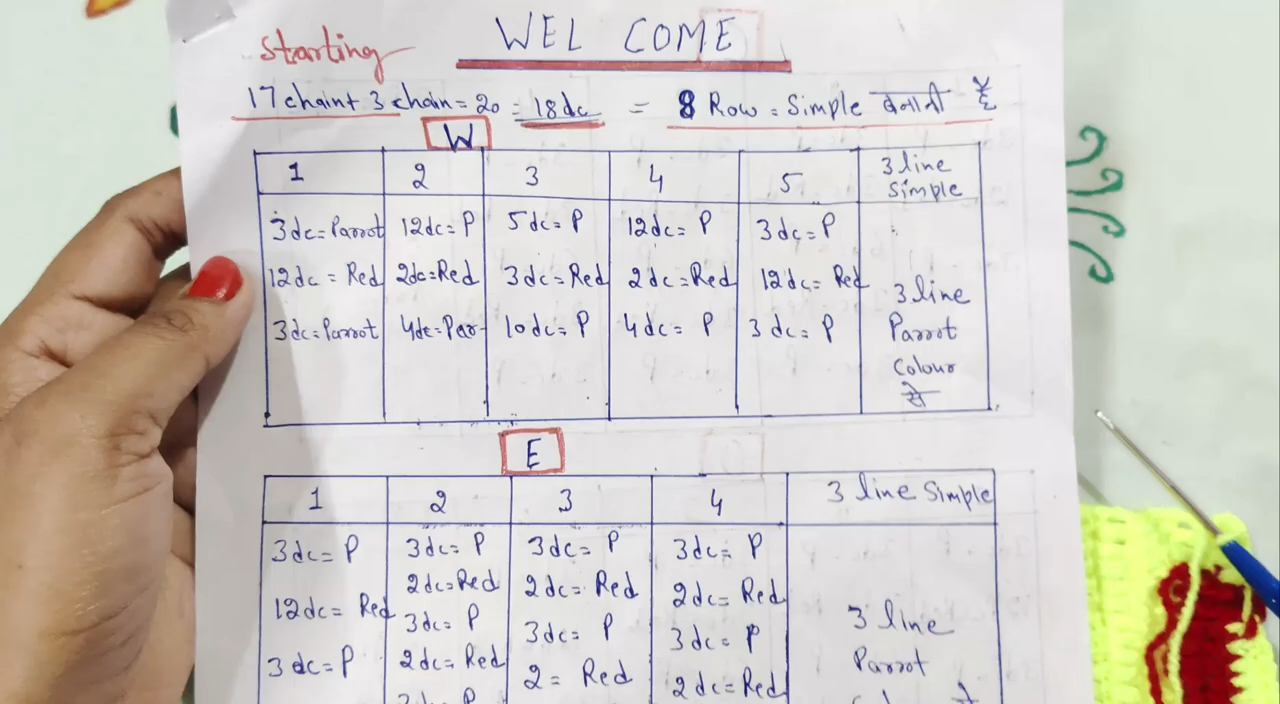 WEL COME
Starting
17 chain + 3 chain = 20 = 18dc = 8 Row = Simple बनानी है
W
1 2 3 4 5 3 line Simple
3dc = Parrot 12dc = P 5dc = P 12dc = P 3dc = P
12dc = Red 2dc = Red 3dc = Red 2dc = Red 12dc = Red 3 line
3dc = Parrot 4dc = Par 10dc = P 4dc = P 3dc = P Parrot
Colour
से
E
1 2 3 4 3 line Simple
3dc = P 3dc = P 3dc = P 3dc = P
2dc = Red 2dc = Red 2dc = Red
12dc = Red 3dc = P 3dc = P 3dc = P 3 line
3dc = P 2dc = Red 2 = Red 2dc = Red Parrot